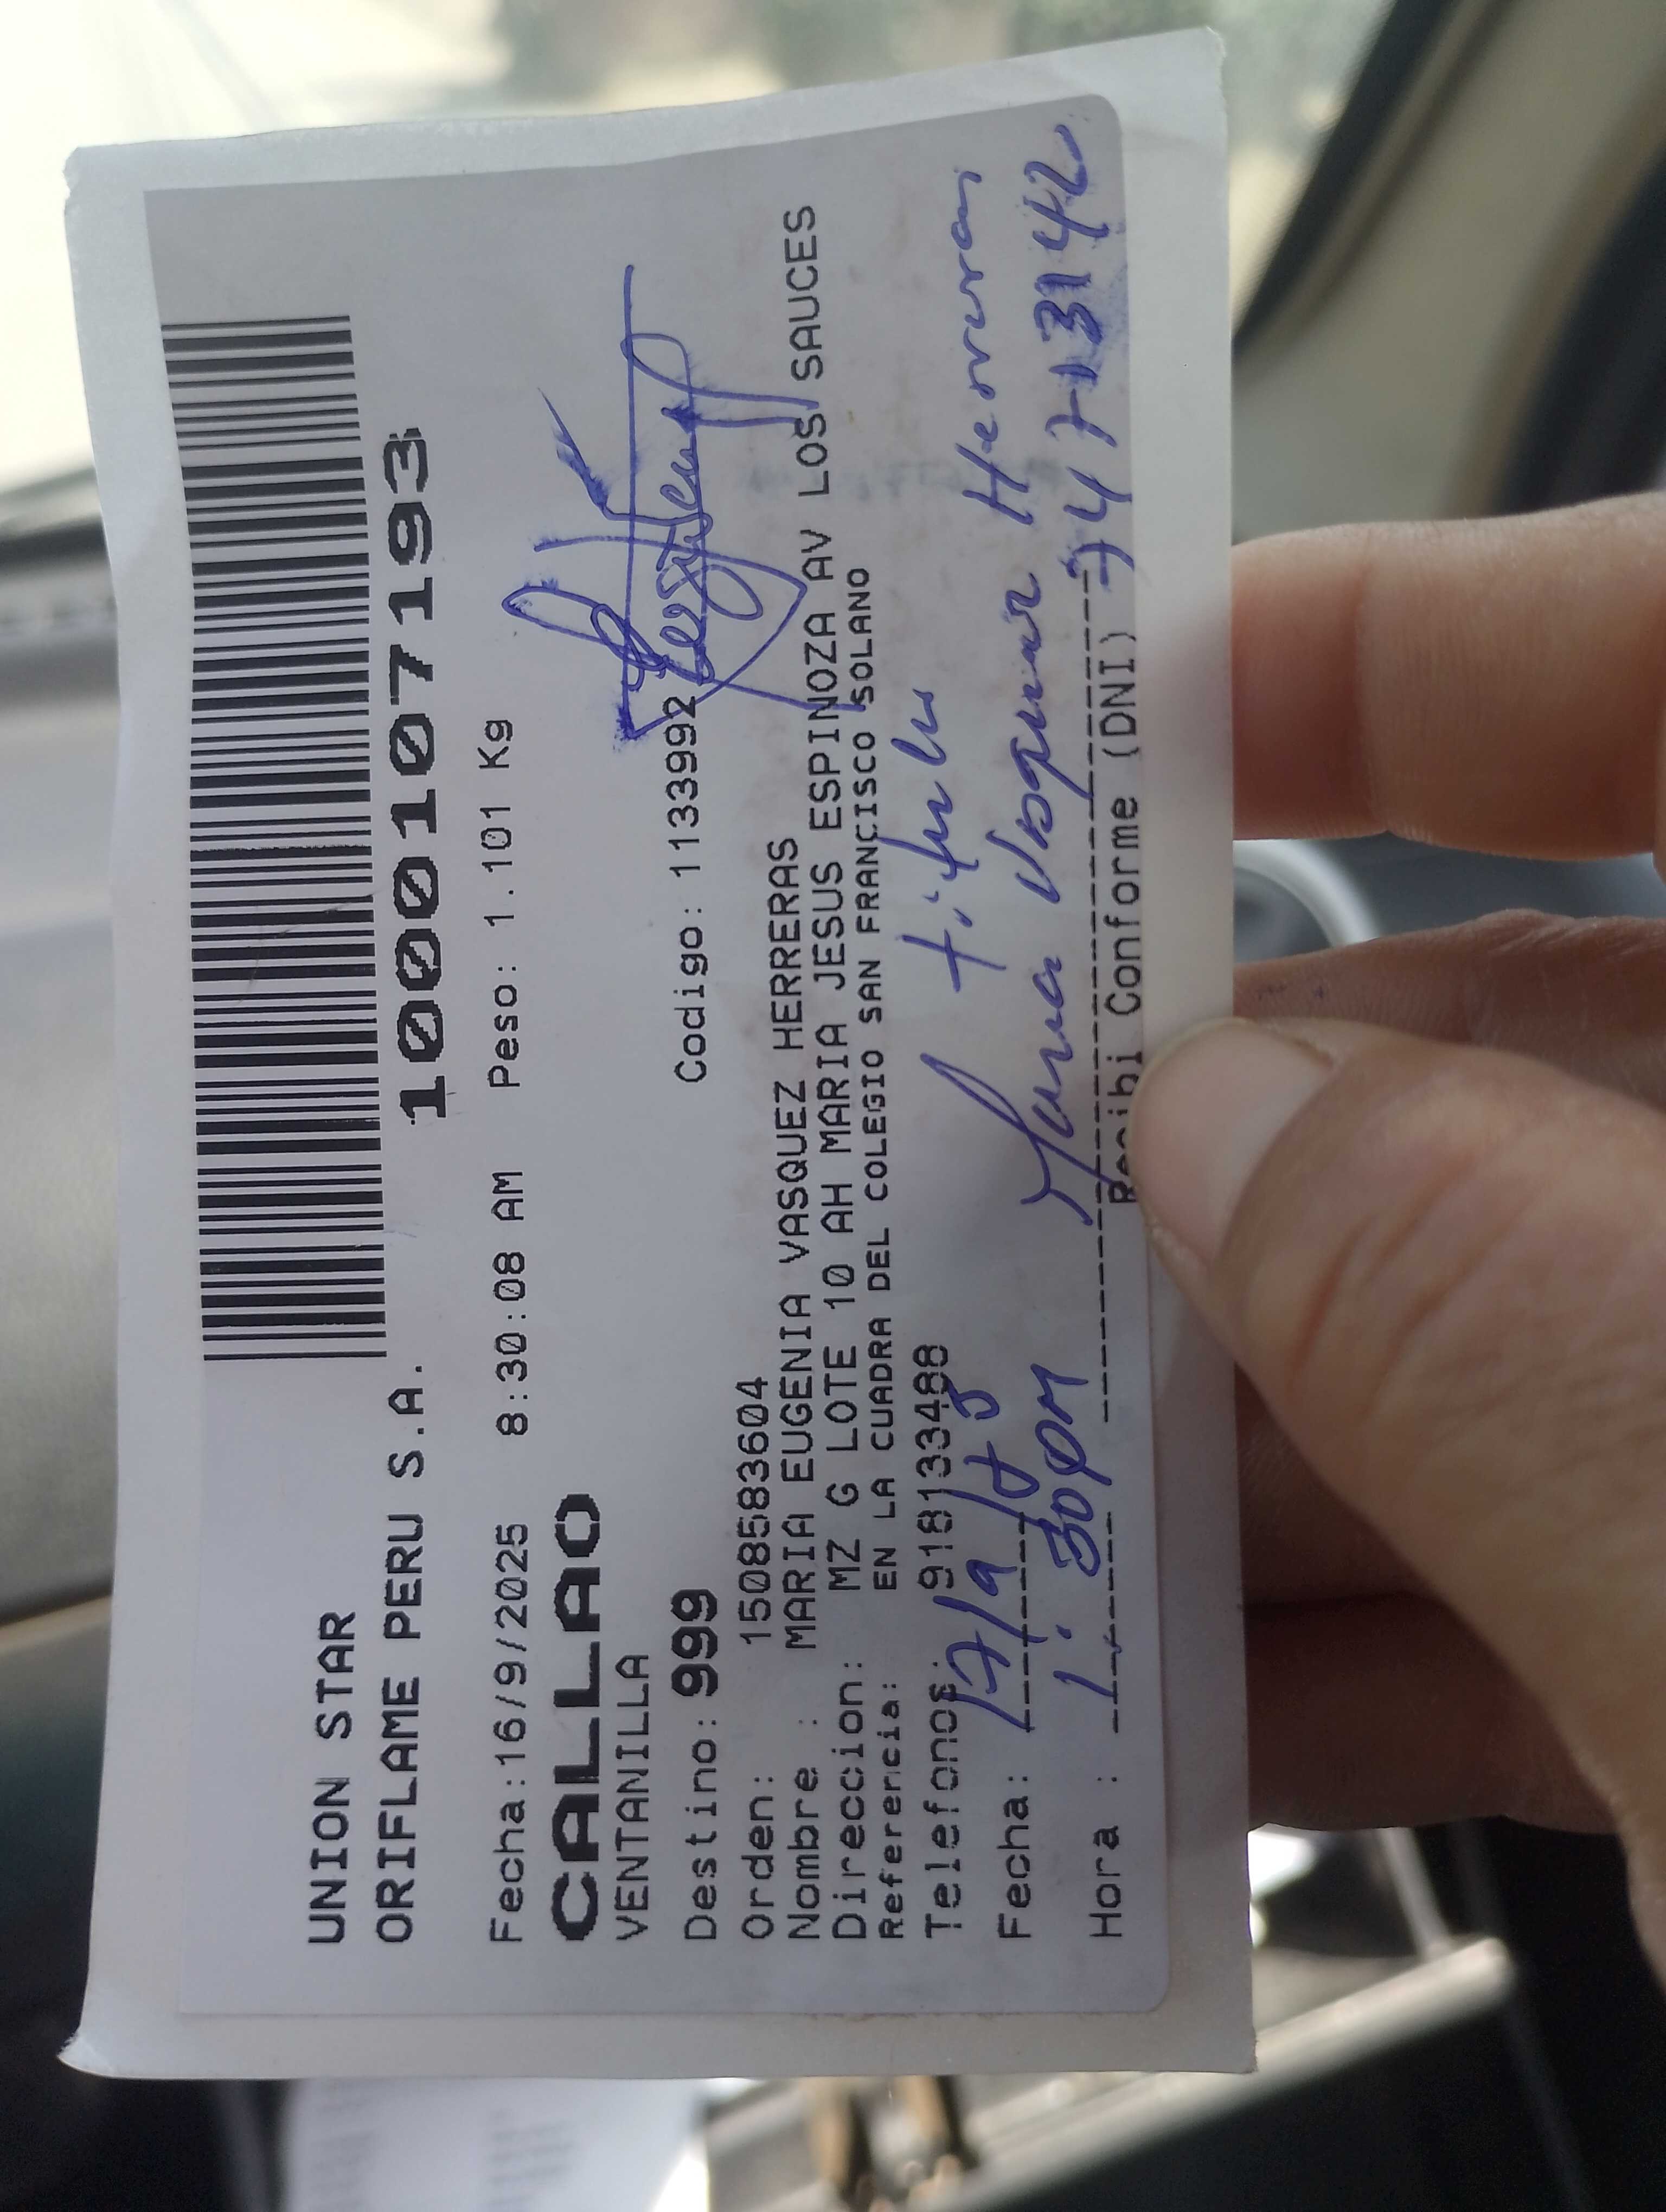 UNION STAR
ORIFLAME PERU S.A.
1000107193
Fecha:16/9/2025 8:30:08 AM Peso: 1.101 Kg
CALLAO
VENTANILLA
Destino: 999 Codigo: 113992
Orden: 1508583604
Nombre : MARIA EUGENIA VASQUEZ HERRERAS
Direccion: MZ G LOTE 10 AH MARIA JESUS ESPINOZA AV LOS SAUCES
Referencia: EN LA CUADRA DEL COLEGIO SAN FRANCISCO SOLANO
Telefonos: 918133488
titular
Fecha: 17/9/25
Maria Vasquez Herreras
Hora : 1:30PM
Recibi Conforme (DNI)